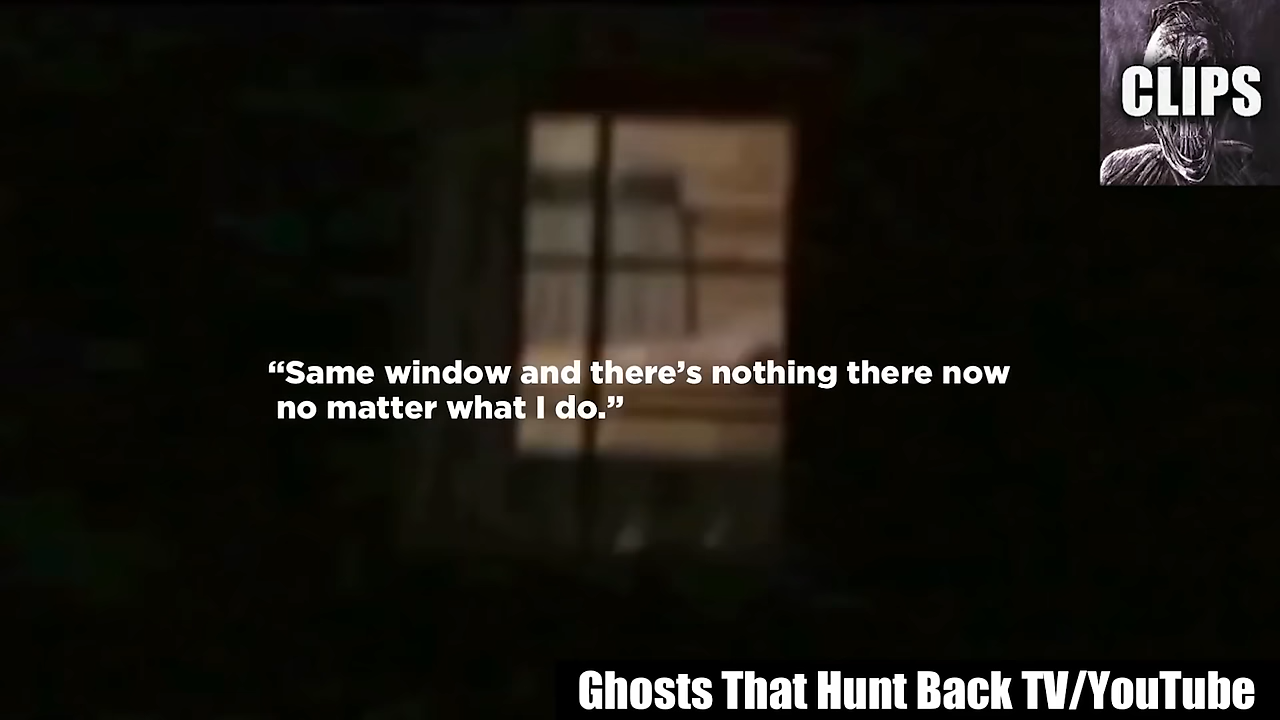 CLIPS
“Same window and there’s nothing there now
no matter what I do.”
Ghosts That Hunt Back TV/YouTube